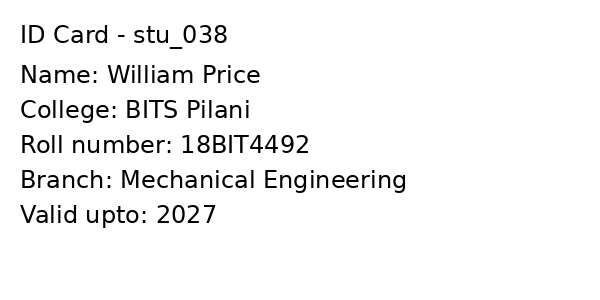 ID Card - stu_038
Name: William Price
College: BITS Pilani
Roll number: 18BIT4492
Branch: Mechanical Engineering
Valid upto: 2027